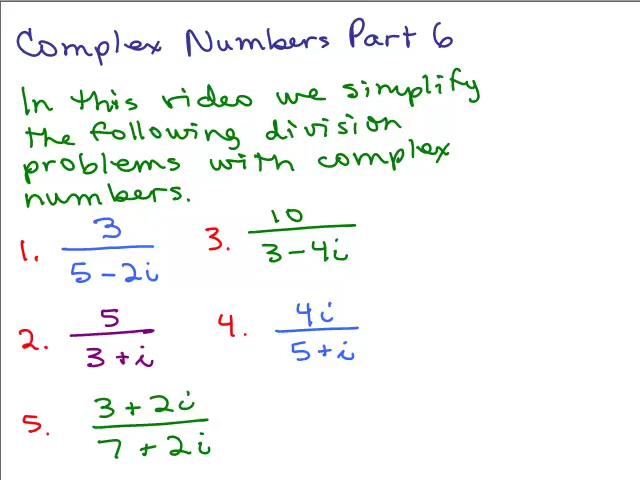 Complex Numbers Part 6
In this video we simplify
the following division
problems with complex
numbers.
1. 3 / (5 - 2i)
3. 10 / (3 - 4i)
2. 5 / (3 + i)
4. 4i / (5 + i)
5. (3 + 2i) / (7 + 2i)